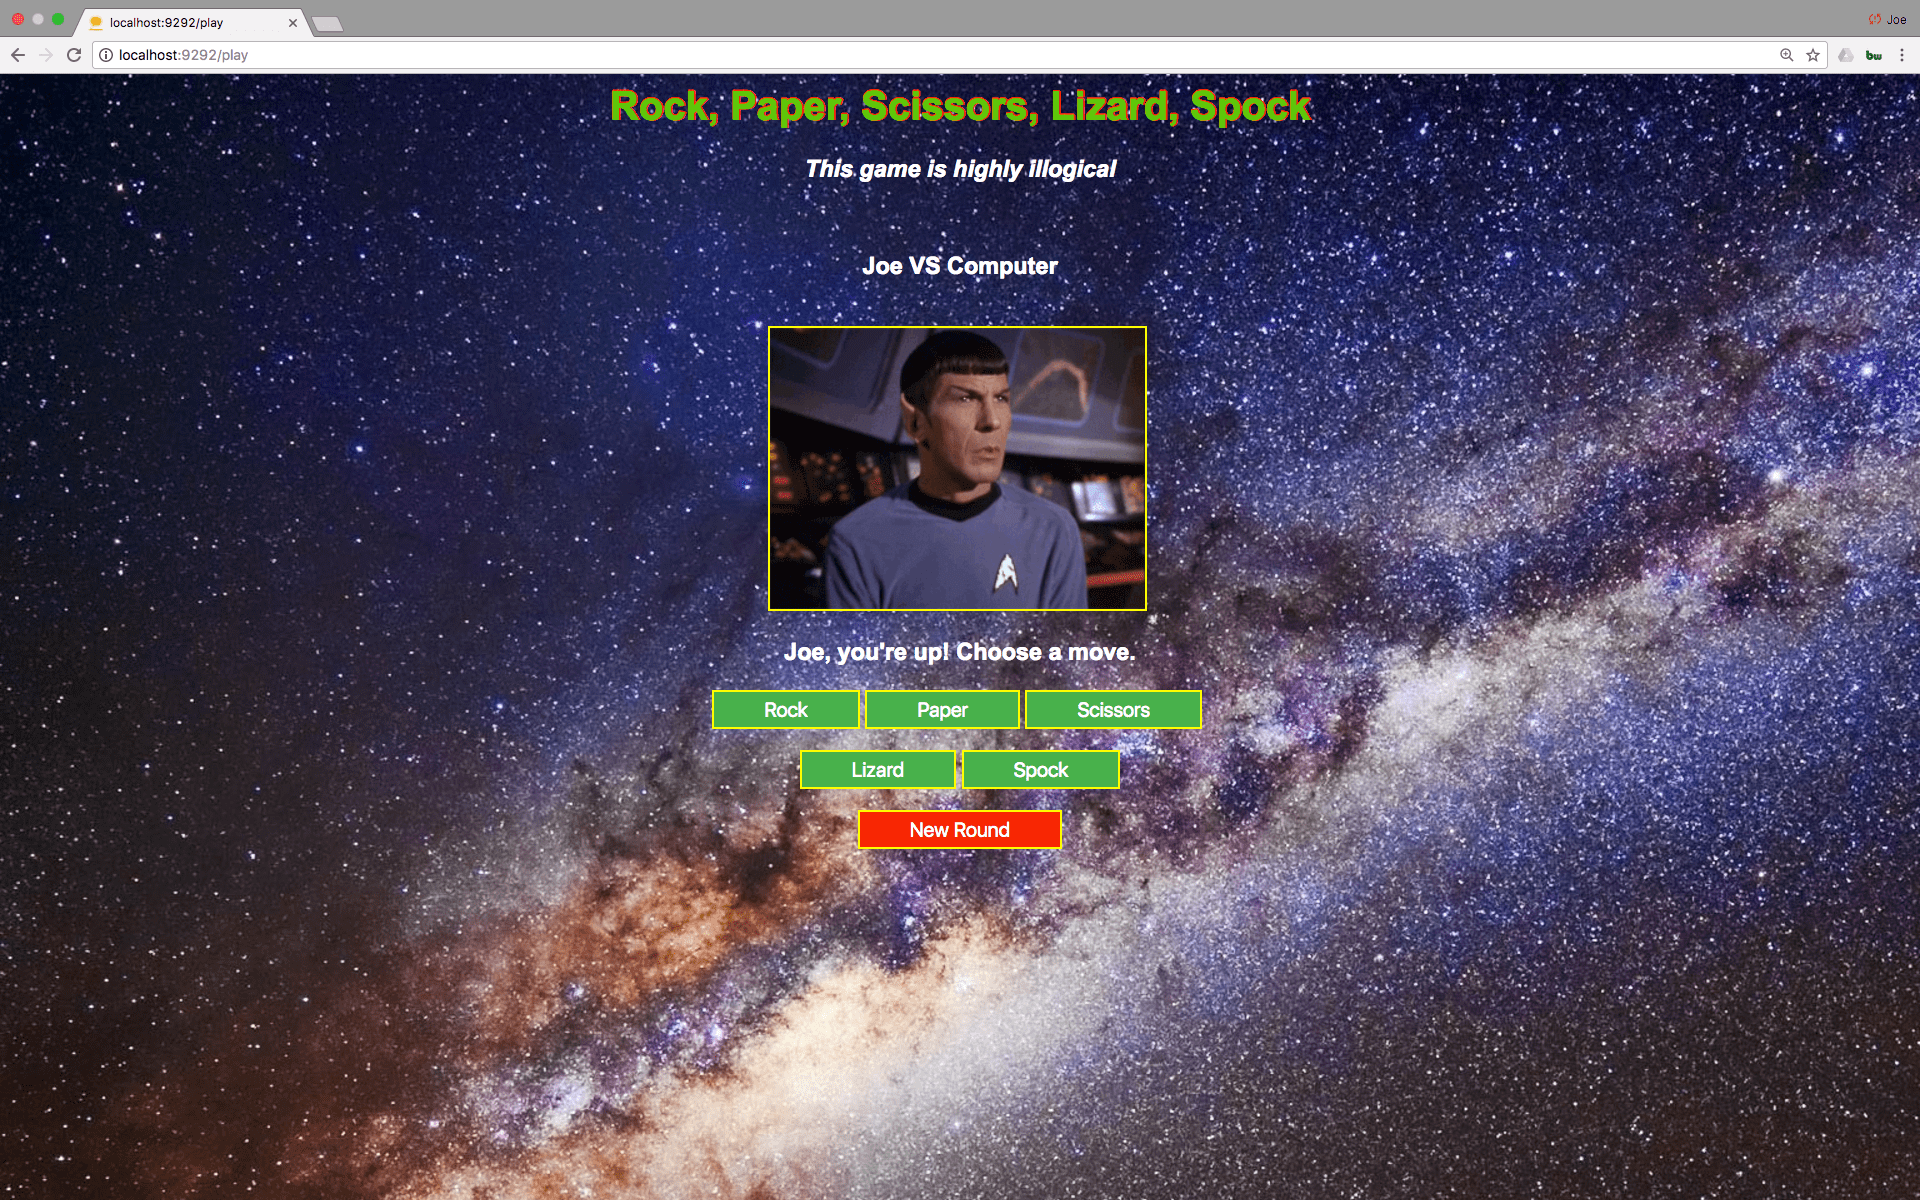 localhost:9292/play
Joe
localhost:9292/play
bw
Rock, Paper, Scissors, Lizard, Spock
This game is highly illogical
Joe VS Computer
Joe, you're up! Choose a move.
Rock Paper Scissors
Lizard Spock
New Round